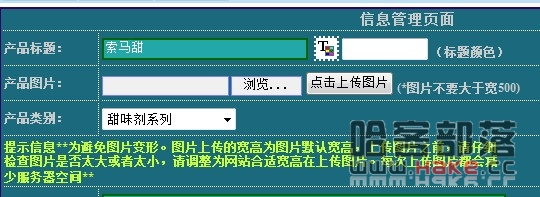 信息管理页面
产品标题: 索马甜 (标题颜色)
产品图片: 浏览... 点击上传图片 (*图片不要大于宽500)
产品类别: 甜味剂系列
提示信息**为避免图片变形。图片上传的宽高为图片默认宽高。上传图片之前,请仔细
检查图片是否太大或者太小,请调整为网站合适宽高在上传图片。每次上传图片都会减
少服务器空间**
哈客部落
www.Hake.cc